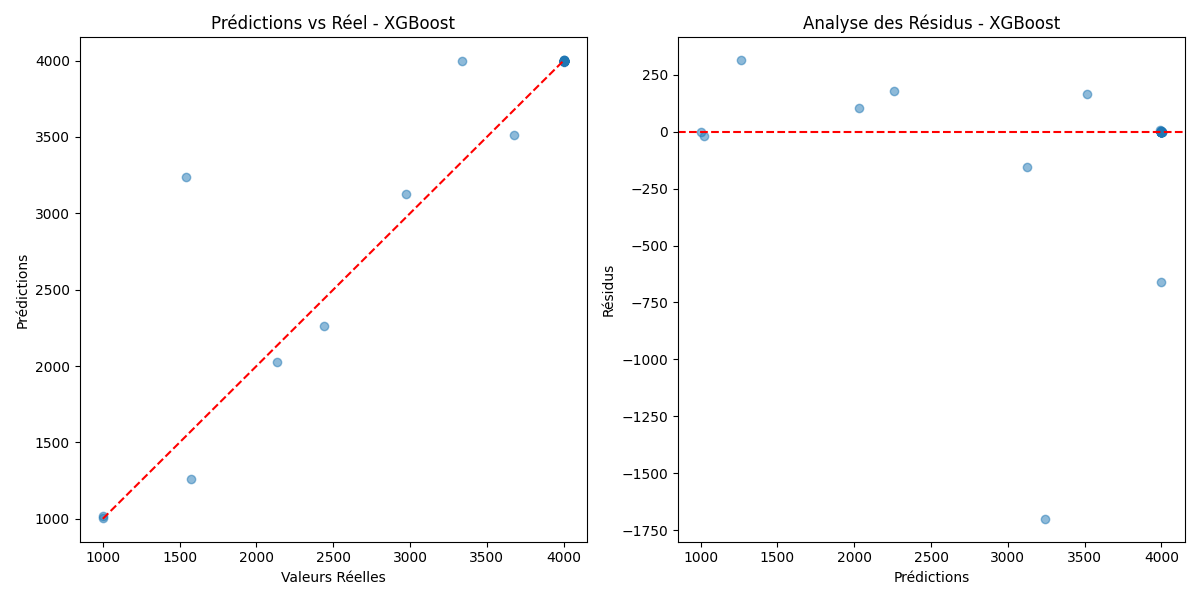 Prédictions vs Réel - XGBoost
4000
3500
3000
2500
2000
1500
1000
Prédictions
1000 1500 2000 2500 3000 3500 4000
Valeurs Réelles
Analyse des Résidus - XGBoost
250
0
−250
−500
−750
−1000
−1250
−1500
−1750
Résidus
1000 1500 2000 2500 3000 3500 4000
Prédictions